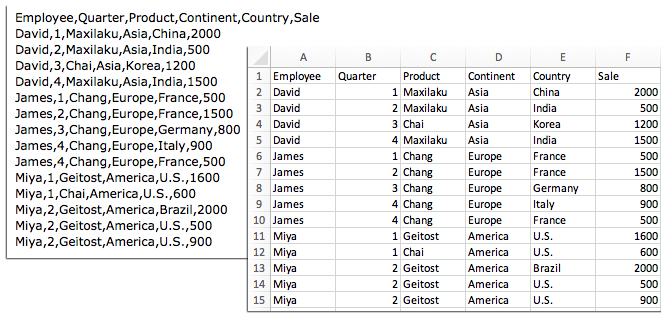 Employee,Quarter,Product,Continent,Country,Sale
David,1,Maxilaku,Asia,China,2000
David,2,Maxilaku,Asia,India,500
David,3,Chai,Asia,Korea,1200
David,4,Maxilaku,Asia,India,1500
James,1,Chang,Europe,France,500
James,2,Chang,Europe,France,1500
James,3,Chang,Europe,Germany,800
James,4,Chang,Europe,Italy,900
James,4,Chang,Europe,France,500
Miya,1,Geitost,America,U.S.,1600
Miya,1,Chai,America,U.S.,600
Miya,2,Geitost,America,Brazil,2000
Miya,2,Geitost,America,U.S.,500
Miya,2,Geitost,America,U.S.,900
A B C D E F
1 Employee Quarter Product Continent Country Sale
2 David 1 Maxilaku Asia China 2000
3 David 2 Maxilaku Asia India 500
4 David 3 Chai Asia Korea 1200
5 David 4 Maxilaku Asia India 1500
6 James 1 Chang Europe France 500
7 James 2 Chang Europe France 1500
8 James 3 Chang Europe Germany 800
9 James 4 Chang Europe Italy 900
10 James 4 Chang Europe France 500
11 Miya 1 Geitost America U.S. 1600
12 Miya 1 Chai America U.S. 600
13 Miya 2 Geitost America Brazil 2000
14 Miya 2 Geitost America U.S. 500
15 Miya 2 Geitost America U.S. 900